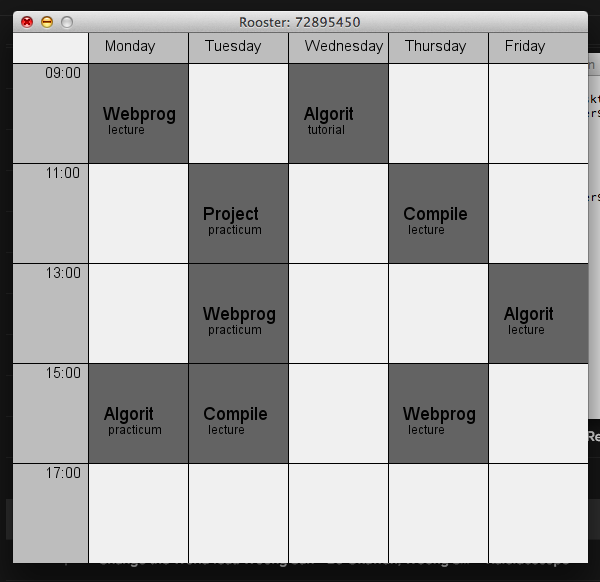 Rooster: 72895450
Monday Tuesday Wednesday Thursday Friday
09:00
Webprog Algorit
lecture tutorial
11:00
Project Compile
practicum lecture
13:00
Webprog Algorit
practicum lecture
15:00
Algorit Compile Webprog
practicum lecture lecture
17:00